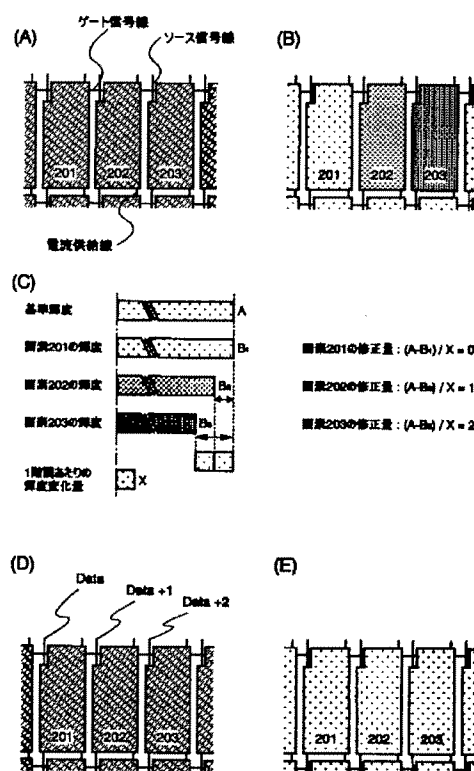 (A)
ゲート信号線
ソース信号線
201 202 203
電流供給線
(B)
201 202 203
(C)
基準輝度 A
画素201の輝度 B₁
画素202の輝度 B₂
画素203の輝度 B₃
1階調あたりの
輝度変化量 X
画素201の修正量 : (A-B₁) / X = 0
画素202の修正量 : (A-B₂) / X = 1
画素203の修正量 : (A-B₃) / X = 2
(D)
Data
Data +1
Data +2
201 202 203
(E)
201 202 203